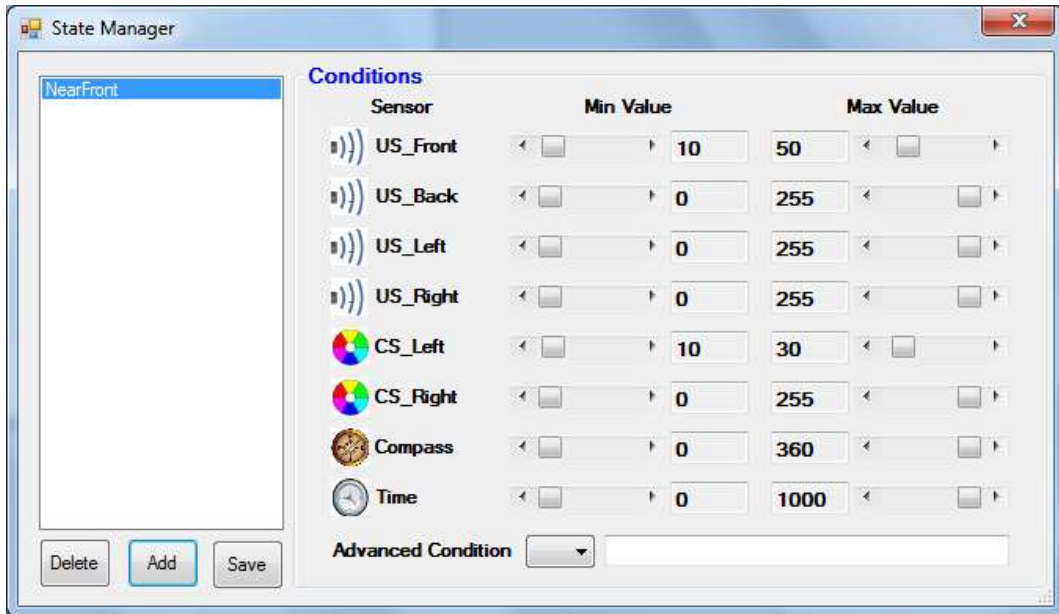 State Manager
NearFront
Conditions
Sensor Min Value Max Value
US_Front 10 50
US_Back 0 255
US_Left 0 255
US_Right 0 255
CS_Left 10 30
CS_Right 0 255
Compass 0 360
Time 0 1000
Advanced Condition
Delete Add Save